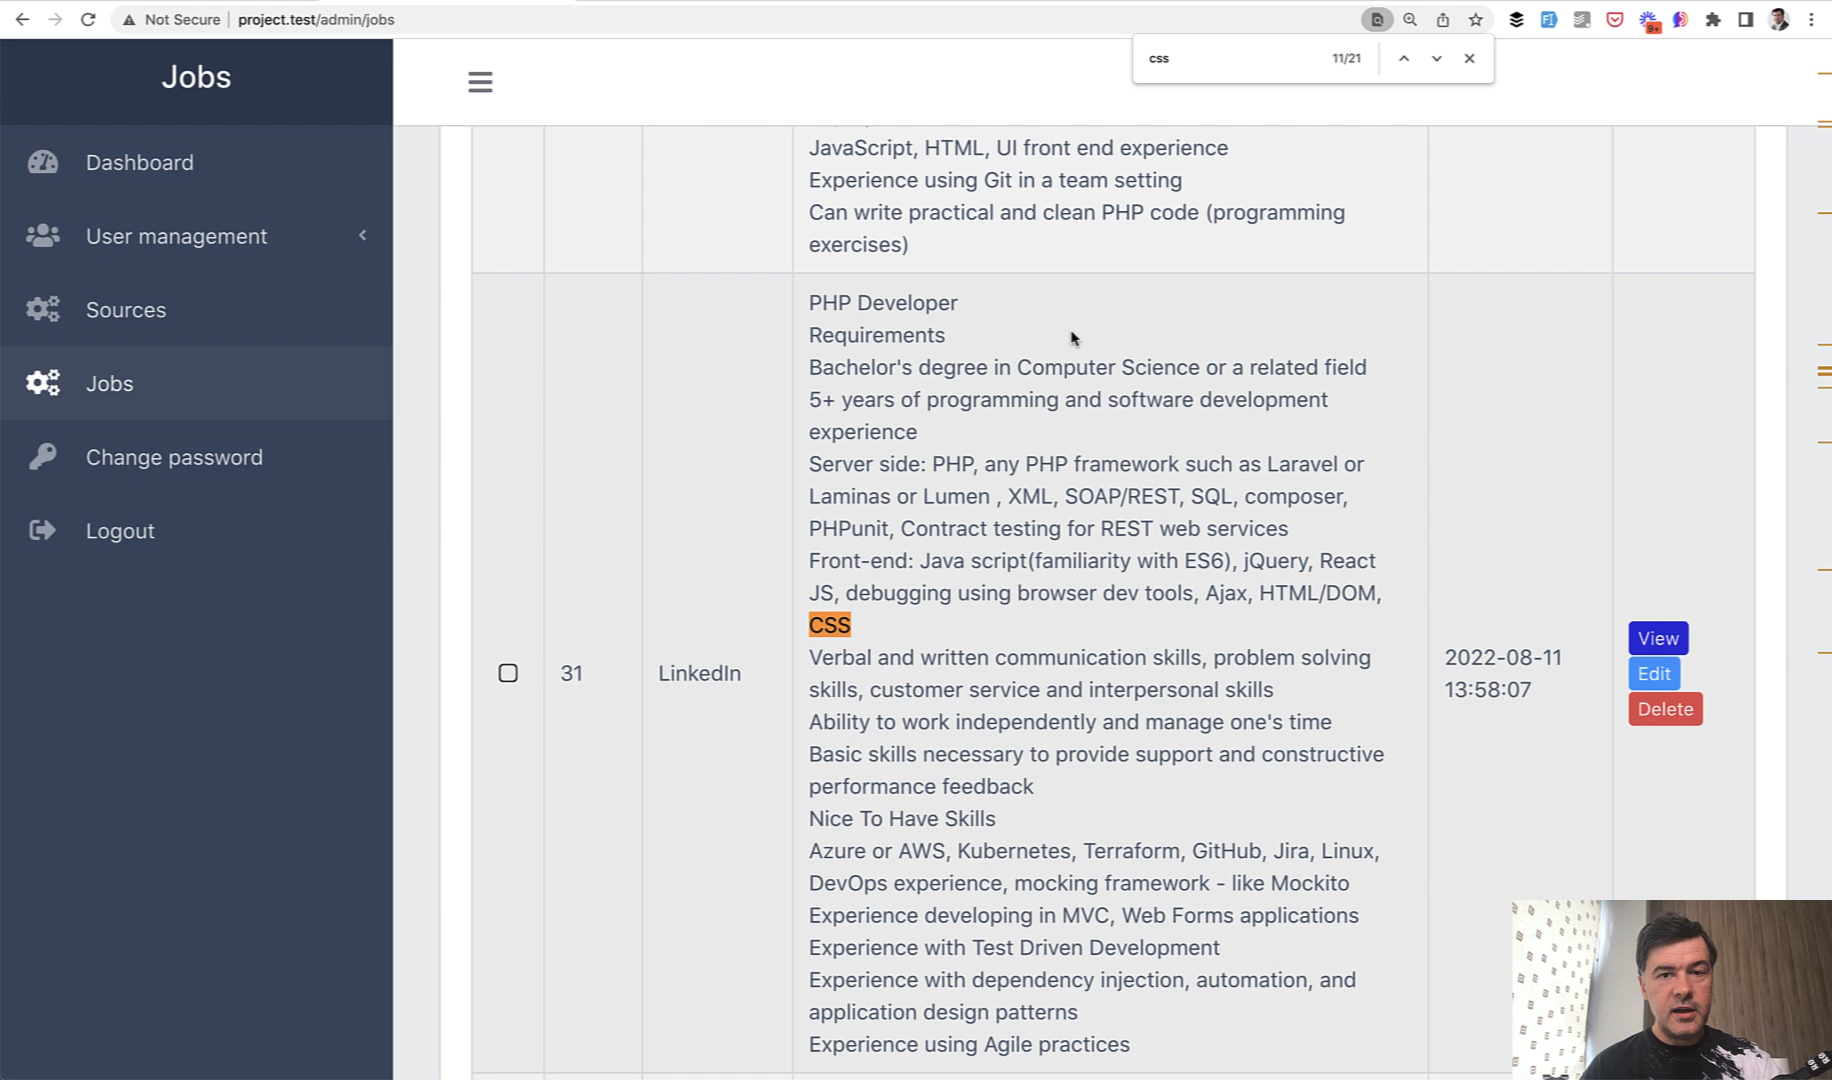 Not Secure
project.test/admin/jobs
9+
css
11/21
Jobs
Dashboard
User management
Sources
Jobs
Change password
Logout
JavaScript, HTML, UI front end experience
Experience using Git in a team setting
Can write practical and clean PHP code (programming
exercises)
31
LinkedIn
PHP Developer
Requirements
Bachelor's degree in Computer Science or a related field
5+ years of programming and software development
experience
Server side: PHP, any PHP framework such as Laravel or
Laminas or Lumen , XML, SOAP/REST, SQL, composer,
PHPunit, Contract testing for REST web services
Front-end: Java script(familiarity with ES6), jQuery, React
JS, debugging using browser dev tools, Ajax, HTML/DOM,
CSS
Verbal and written communication skills, problem solving
skills, customer service and interpersonal skills
Ability to work independently and manage one's time
Basic skills necessary to provide support and constructive
performance feedback
Nice To Have Skills
Azure or AWS, Kubernetes, Terraform, GitHub, Jira, Linux,
DevOps experience, mocking framework - like Mockito
Experience developing in MVC, Web Forms applications
Experience with Test Driven Development
Experience with dependency injection, automation, and
application design patterns
Experience using Agile practices
2022-08-11
13:58:07
View
Edit
Delete